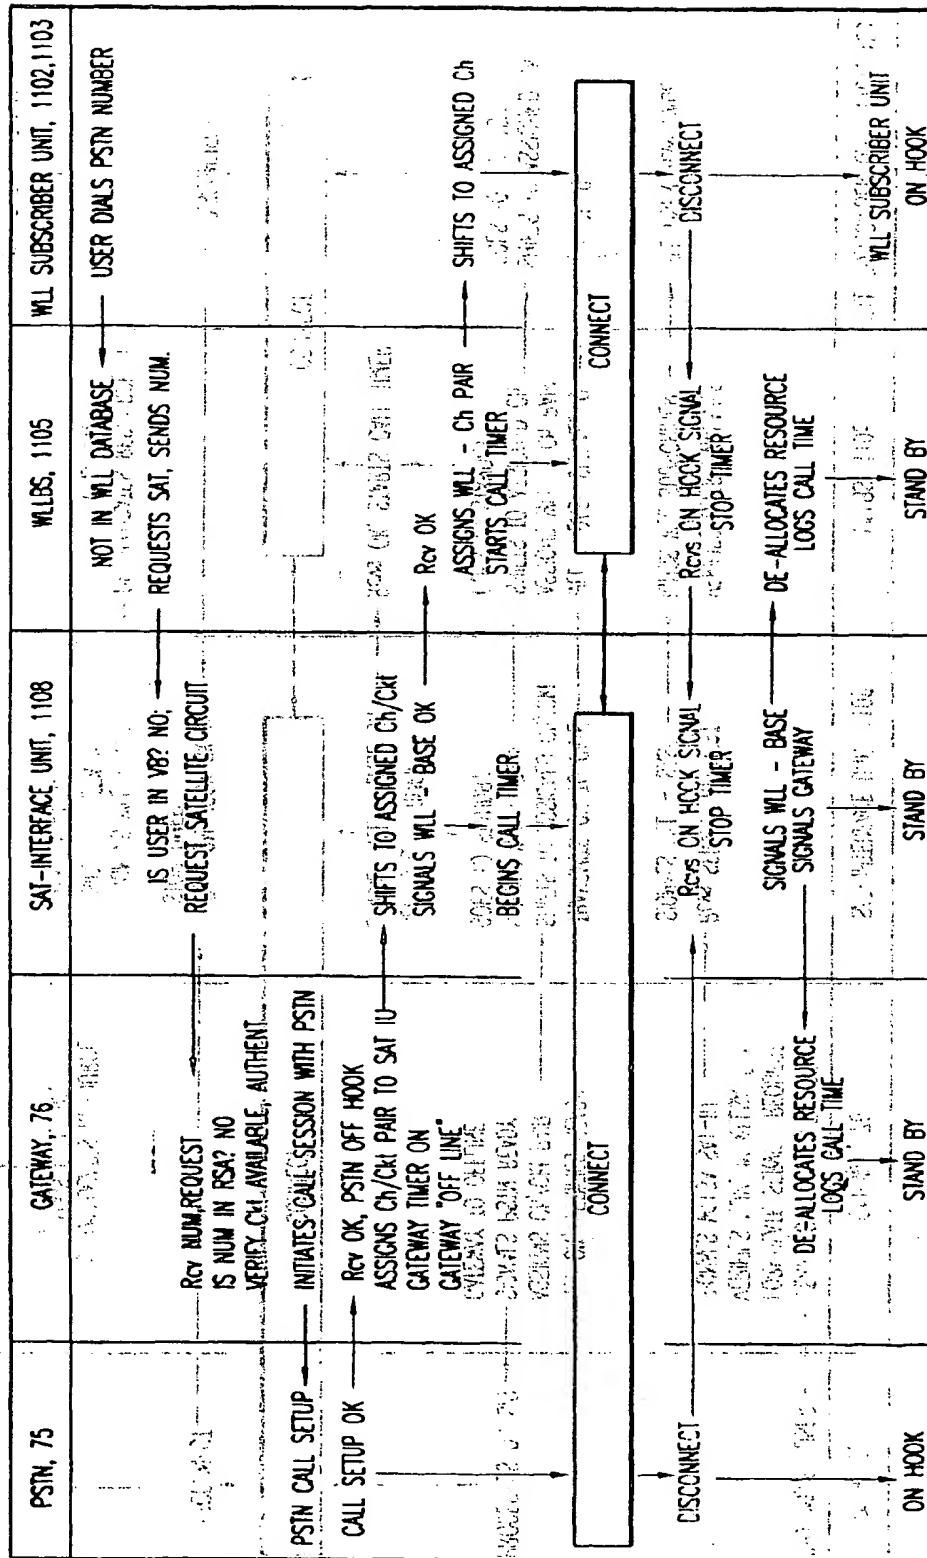 PSTN, 75
GATEWAY, 76
SAT-INTERFACE UNIT, 1108
WLLBS, 1105
WLL SUBSCRIBER UNIT, 1102,1103
USER DIALS PSTN NUMBER
NOT IN WLL DATABASE
REQUESTS SAT, SENDS NUM.
IS USER IN VB? NO;
REQUEST SATELLITE CIRCUIT
Rcv NUM,REQUEST
IS NUM IN RSA? NO
VERIFY Ckt AVAILABLE, AUTHENT
INITIATES CALL SESSION WITH PSTN
PSTN CALL SETUP
CALL SETUP OK
Rcv OK, PSTN OFF HOOK
ASSIGNS Ch/Ckt PAIR TO SAT IU
GATEWAY TIMER ON
GATEWAY "OFF LINE"
SHIFTS TO ASSIGNED Ch/Ckt
SIGNALS WLL - BASE OK
BEGINS CALL TIMER
Rcv OK
ASSIGNS WLL - Ch PAIR
STARTS CALL TIMER
SHIFTS TO ASSIGNED Ch
CONNECT
CONNECT
DISCONNECT
Rcvs ON HOOK SIGNAL
STOP TIMER
Rcvs ON HOOK SIGNAL
STOP TIMER
DISCONNECT
SIGNALS WLL - BASE
SIGNALS GATEWAY
DE-ALLOCATES RESOURCE
LOGS CALL TIME
DE-ALLOCATES RESOURCE
LOGS CALL TIME
ON HOOK
STAND BY
STAND BY
STAND BY
WLL SUBSCRIBER UNIT
ON HOOK